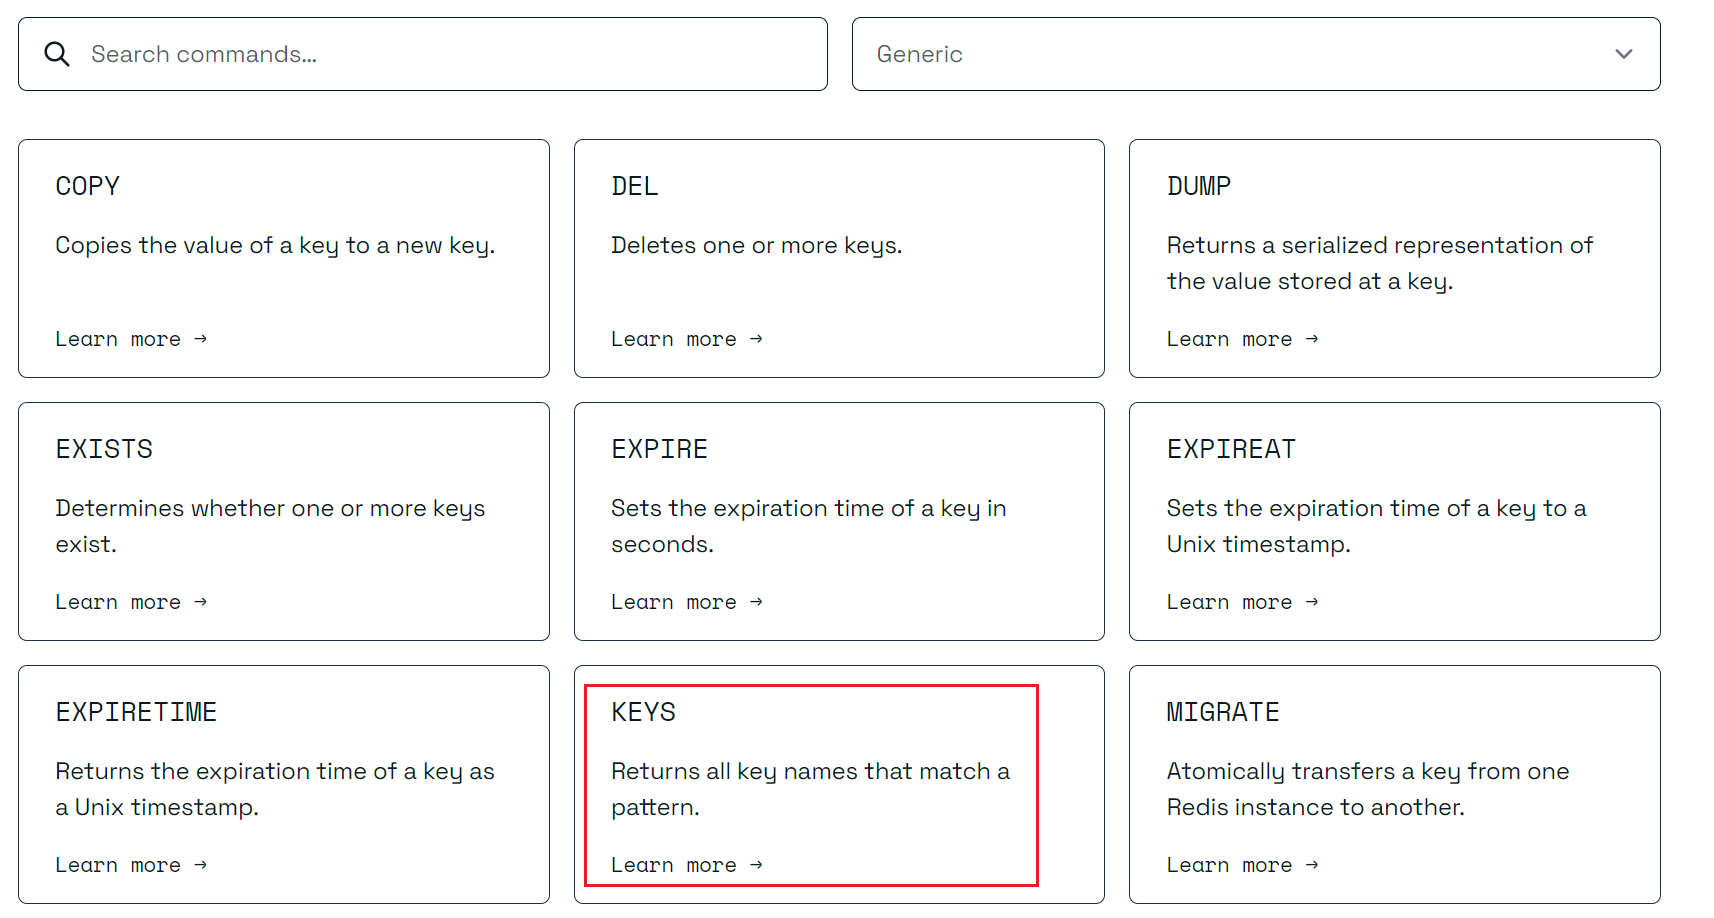 Search commands...
Generic
COPY
Copies the value of a key to a new key.
Learn more →
DEL
Deletes one or more keys.
Learn more →
DUMP
Returns a serialized representation of
the value stored at a key.
Learn more →
EXISTS
Determines whether one or more keys
exist.
Learn more →
EXPIRE
Sets the expiration time of a key in
seconds.
Learn more →
EXPIREAT
Sets the expiration time of a key to a
Unix timestamp.
Learn more →
EXPIRETIME
Returns the expiration time of a key as
a Unix timestamp.
Learn more →
KEYS
Returns all key names that match a
pattern.
Learn more →
MIGRATE
Atomically transfers a key from one
Redis instance to another.
Learn more →